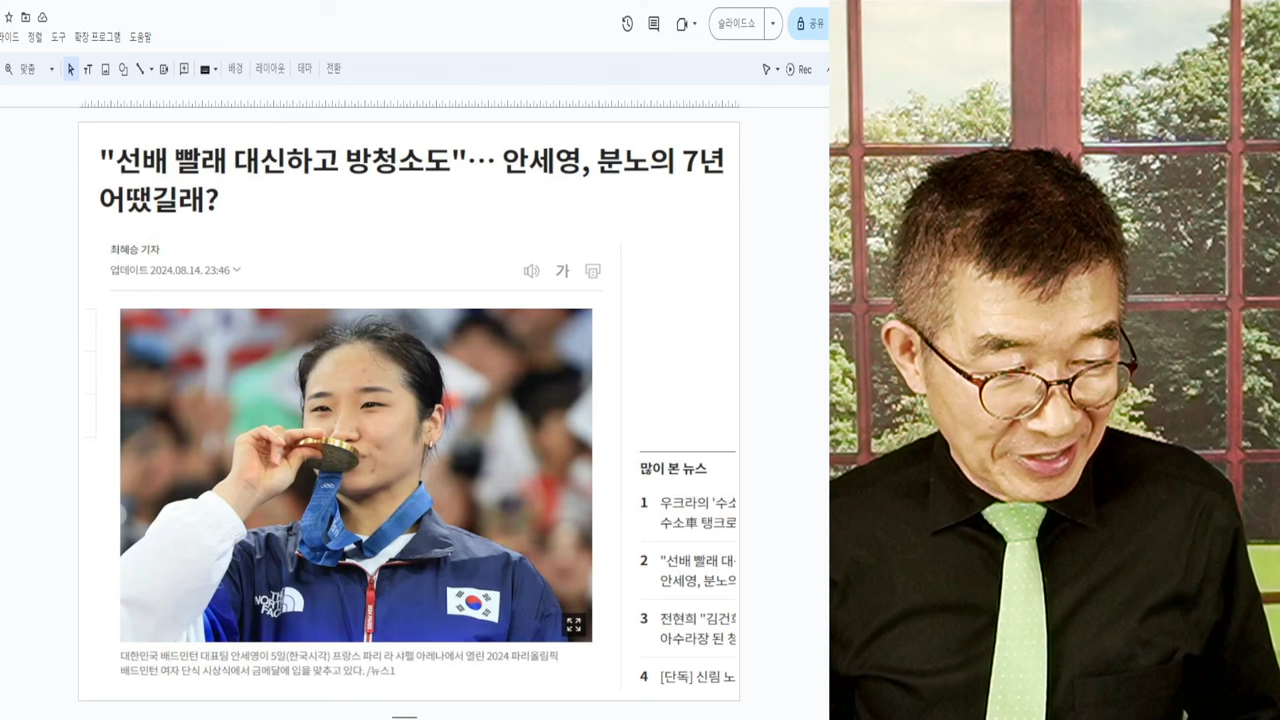 정렬 도구 확장 프로그램 도움말
슬라이드쇼
공유
맞춤
배경 레이아웃 테마 전환
Rec
"선배 빨래 대신하고 방청소도"… 안세영, 분노의 7년
어땠길래?
최혜승 기자
업데이트 2024.08.14. 23:46
가
NORTH
FACE
대한민국 배드민턴 대표팀 안세영이 5일(한국시각) 프랑스 파리 라 샤펠 아레나에서 열린 2024 파리올림픽
배드민턴 여자 단식 시상식에서 금메달에 입을 맞추고 있다. /뉴스1
많이 본 뉴스
1 우크라의 '수소
수소車 탱크로
2 "선배 빨래 대
안세영, 분노의
3 전현희 "김건희
아수라장 된 청
4 [단독] 신림 노